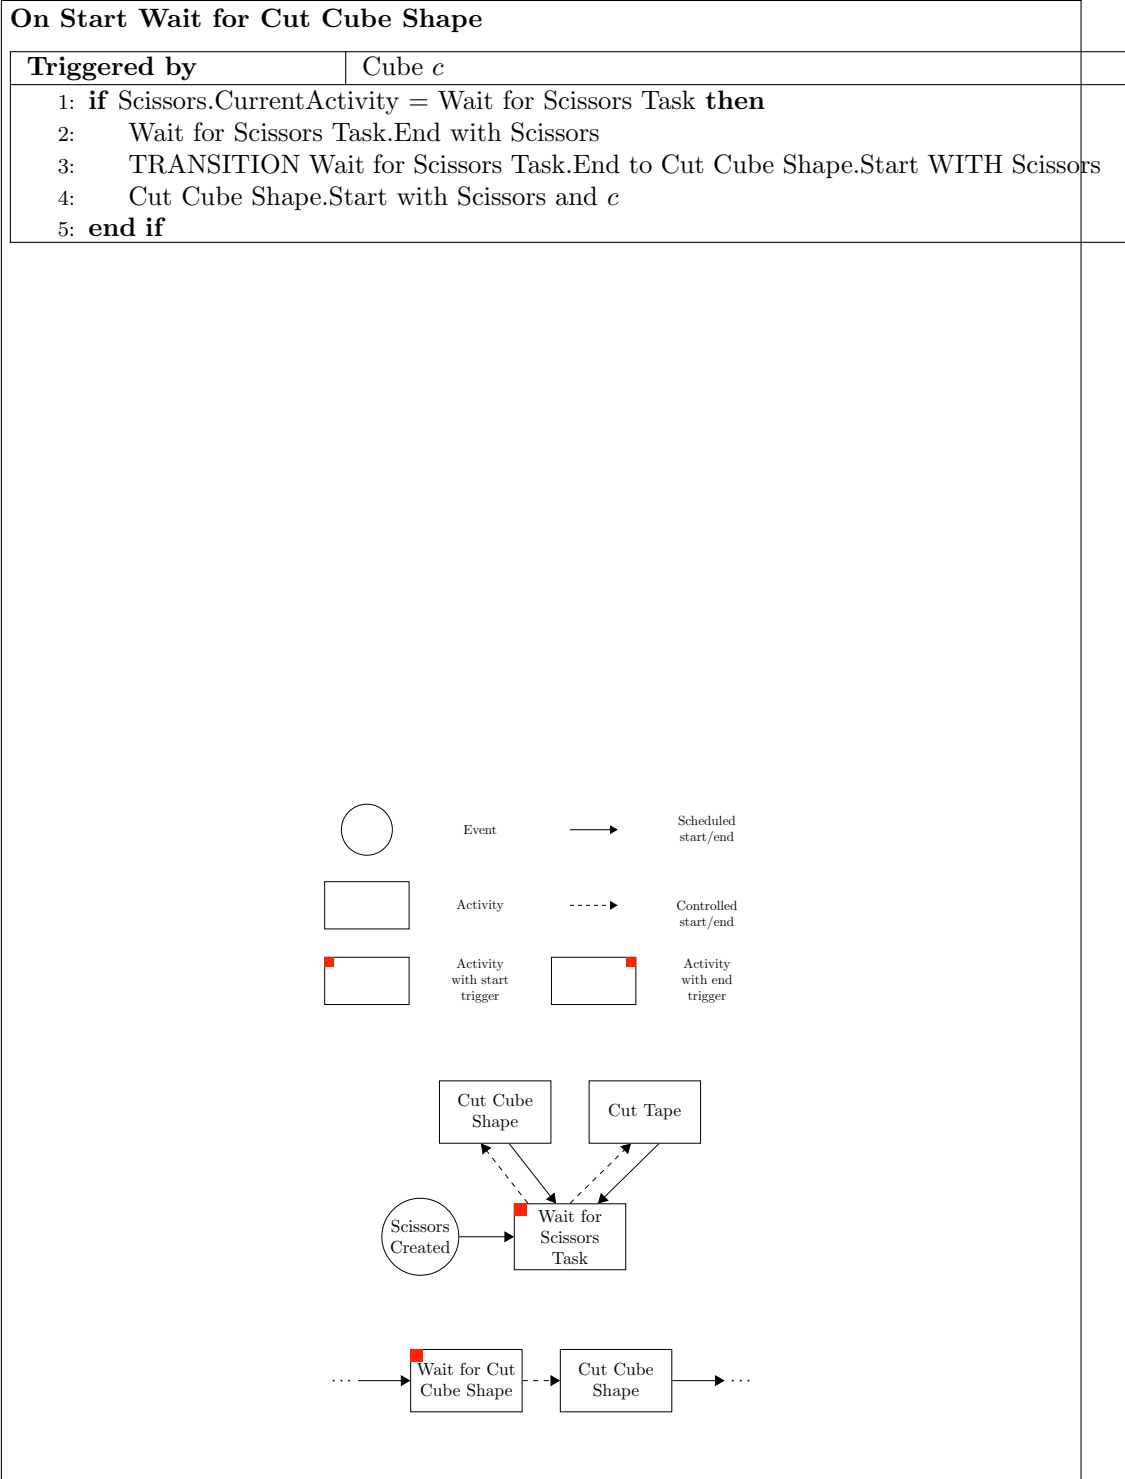 On Start Wait for Cut Cube Shape
Triggered by Cube c
1: if Scissors.CurrentActivity = Wait for Scissors Task then
2: Wait for Scissors Task.End with Scissors
3: TRANSITION Wait for Scissors Task.End to Cut Cube Shape.Start WITH Scissors
4: Cut Cube Shape.Start with Scissors and c
5: end if
Event
Scheduled
start/end
Activity
Controlled
start/end
Activity
with start
trigger
Activity
with end
trigger
Cut Cube
Shape
Cut Tape
Scissors
Created
Wait for
Scissors
Task
...
Wait for Cut
Cube Shape
Cut Cube
Shape
...